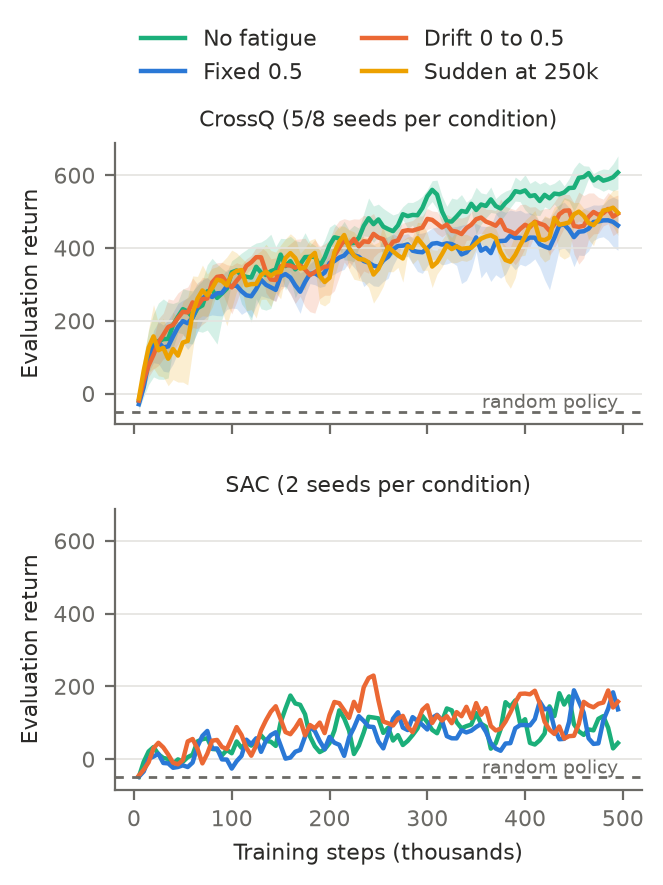 No fatigue
Drift 0 to 0.5
Fixed 0.5
Sudden at 250k
CrossQ (5/8 seeds per condition)
Evaluation return
600
400
200
0
random policy
SAC (2 seeds per condition)
Evaluation return
600
400
200
0
random policy
0 100 200 300 400 500
Training steps (thousands)